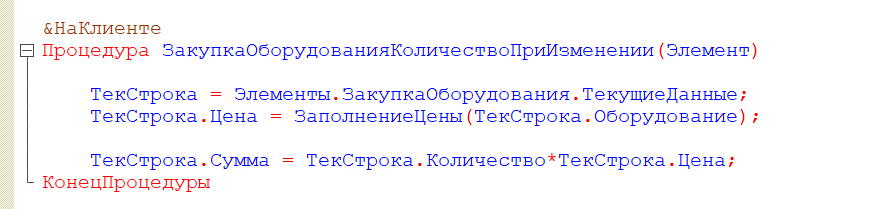 &НаКлиенте
Процедура ЗакупкаОборудованияКоличествоПриИзменении(Элемент)
ТекСтрока = Элементы.ЗакупкаОборудования.ТекущиеДанные;
ТекСтрока.Цена = ЗаполнениеЦены(ТекСтрока.Оборудование);
ТекСтрока.Сумма = ТекСтрока.Количество*ТекСтрока.Цена;
КонецПроцедуры